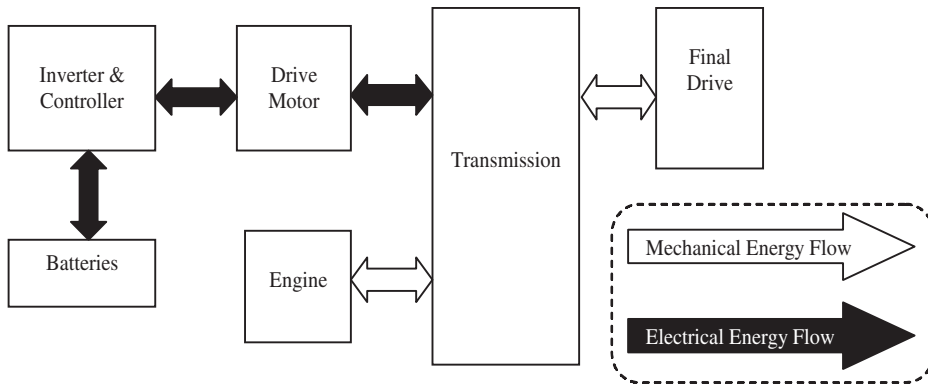 Inverter &
Controller
Drive
Motor
Transmission
Final
Drive
Batteries
Engine
Mechanical Energy Flow
Electrical Energy Flow